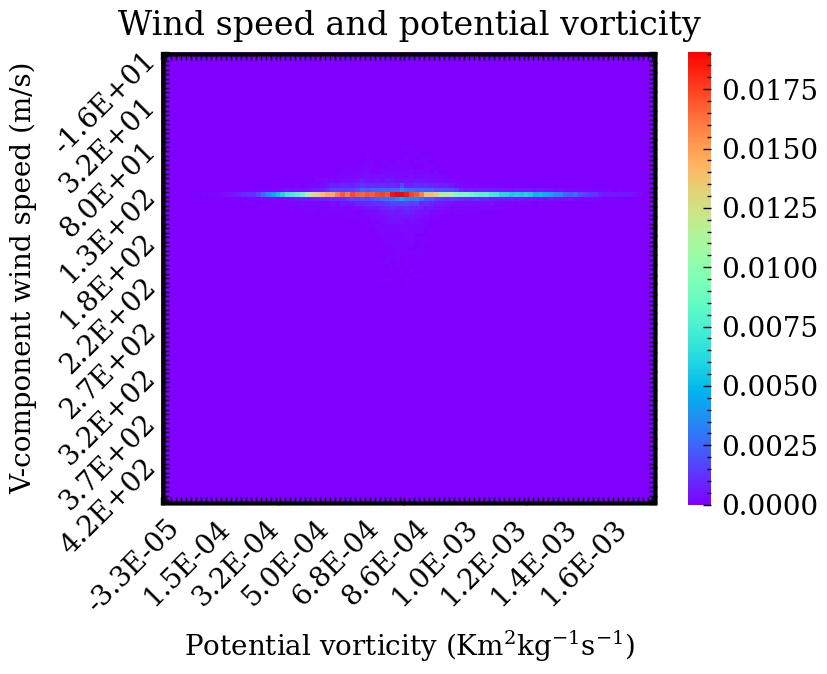 Wind speed and potential vorticity
V-component wind speed (m/s)
-1.6E+01
3.2E+01
8.0E+01
1.3E+02
1.8E+02
2.2E+02
2.7E+02
3.2E+02
3.7E+02
4.2E+02
-3.3E-05
1.5E-04
3.2E-04
5.0E-04
6.8E-04
8.6E-04
1.0E-03
1.2E-03
1.4E-03
1.6E-03
Potential vorticity (Km²kg⁻¹s⁻¹)
0.0175
0.0150
0.0125
0.0100
0.0075
0.0050
0.0025
0.0000